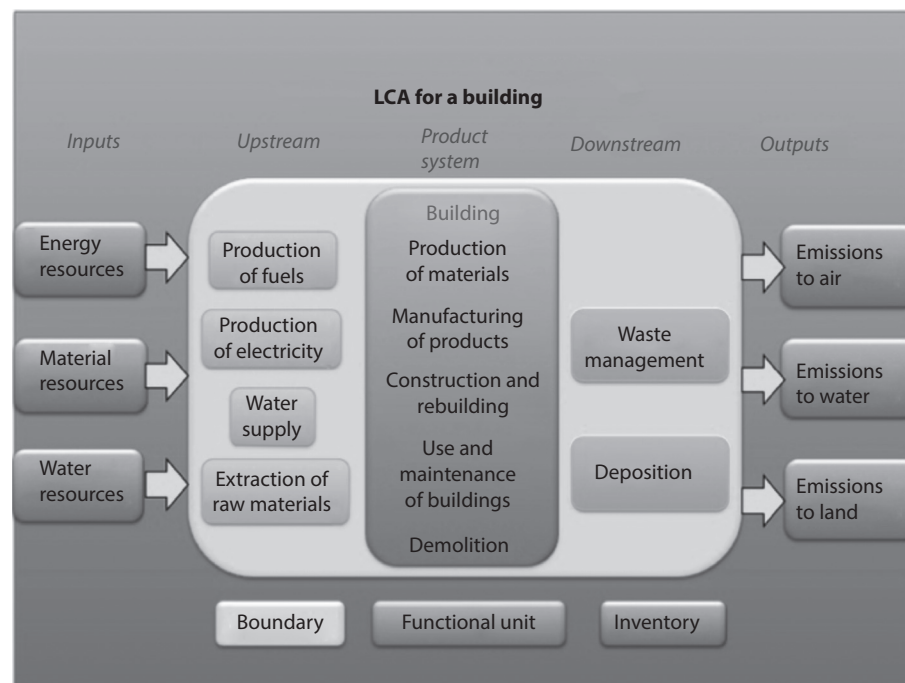 LCA for a building
Inputs
Upstream
Product
system
Downstream
Outputs
Energy
resources
Material
resources
Water
resources
Production
of fuels
Production
of electricity
Water
supply
Extraction of
raw materials
Building
Production
of materials
Manufacturing
of products
Construction and
rebuilding
Use and
maintenance
of buildings
Demolition
Waste
management
Deposition
Emissions
to air
Emissions
to water
Emissions
to land
Boundary
Functional unit
Inventory